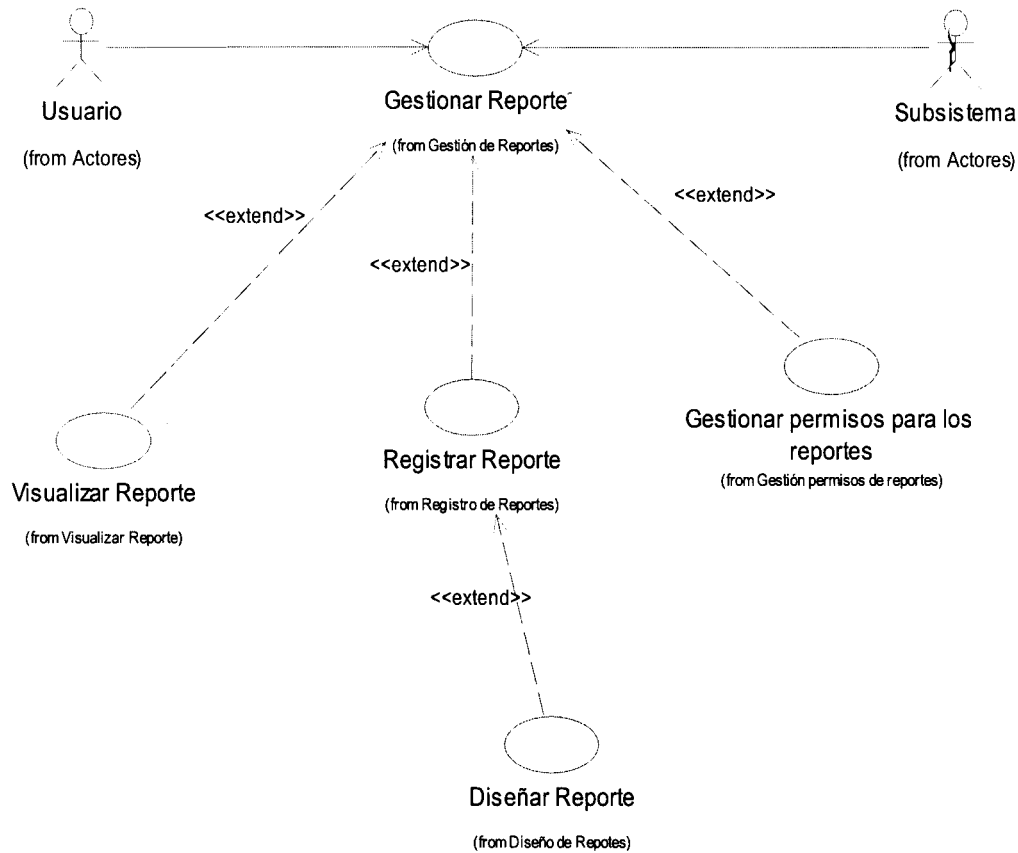 Usuario
(from Actores)
Gestionar Reporte
(from Gestión de Reportes)
Subsistema
(from Actores)
<<extend>>
<<extend>>
<<extend>>
Visualizar Reporte
(from Visualizar Reporte)
Registrar Reporte
(from Registro de Reportes)
Gestionar permisos para los
reportes
(from Gestión permisos de reportes)
<<extend>>
Diseñar Reporte
(from Diseño de Repotes)